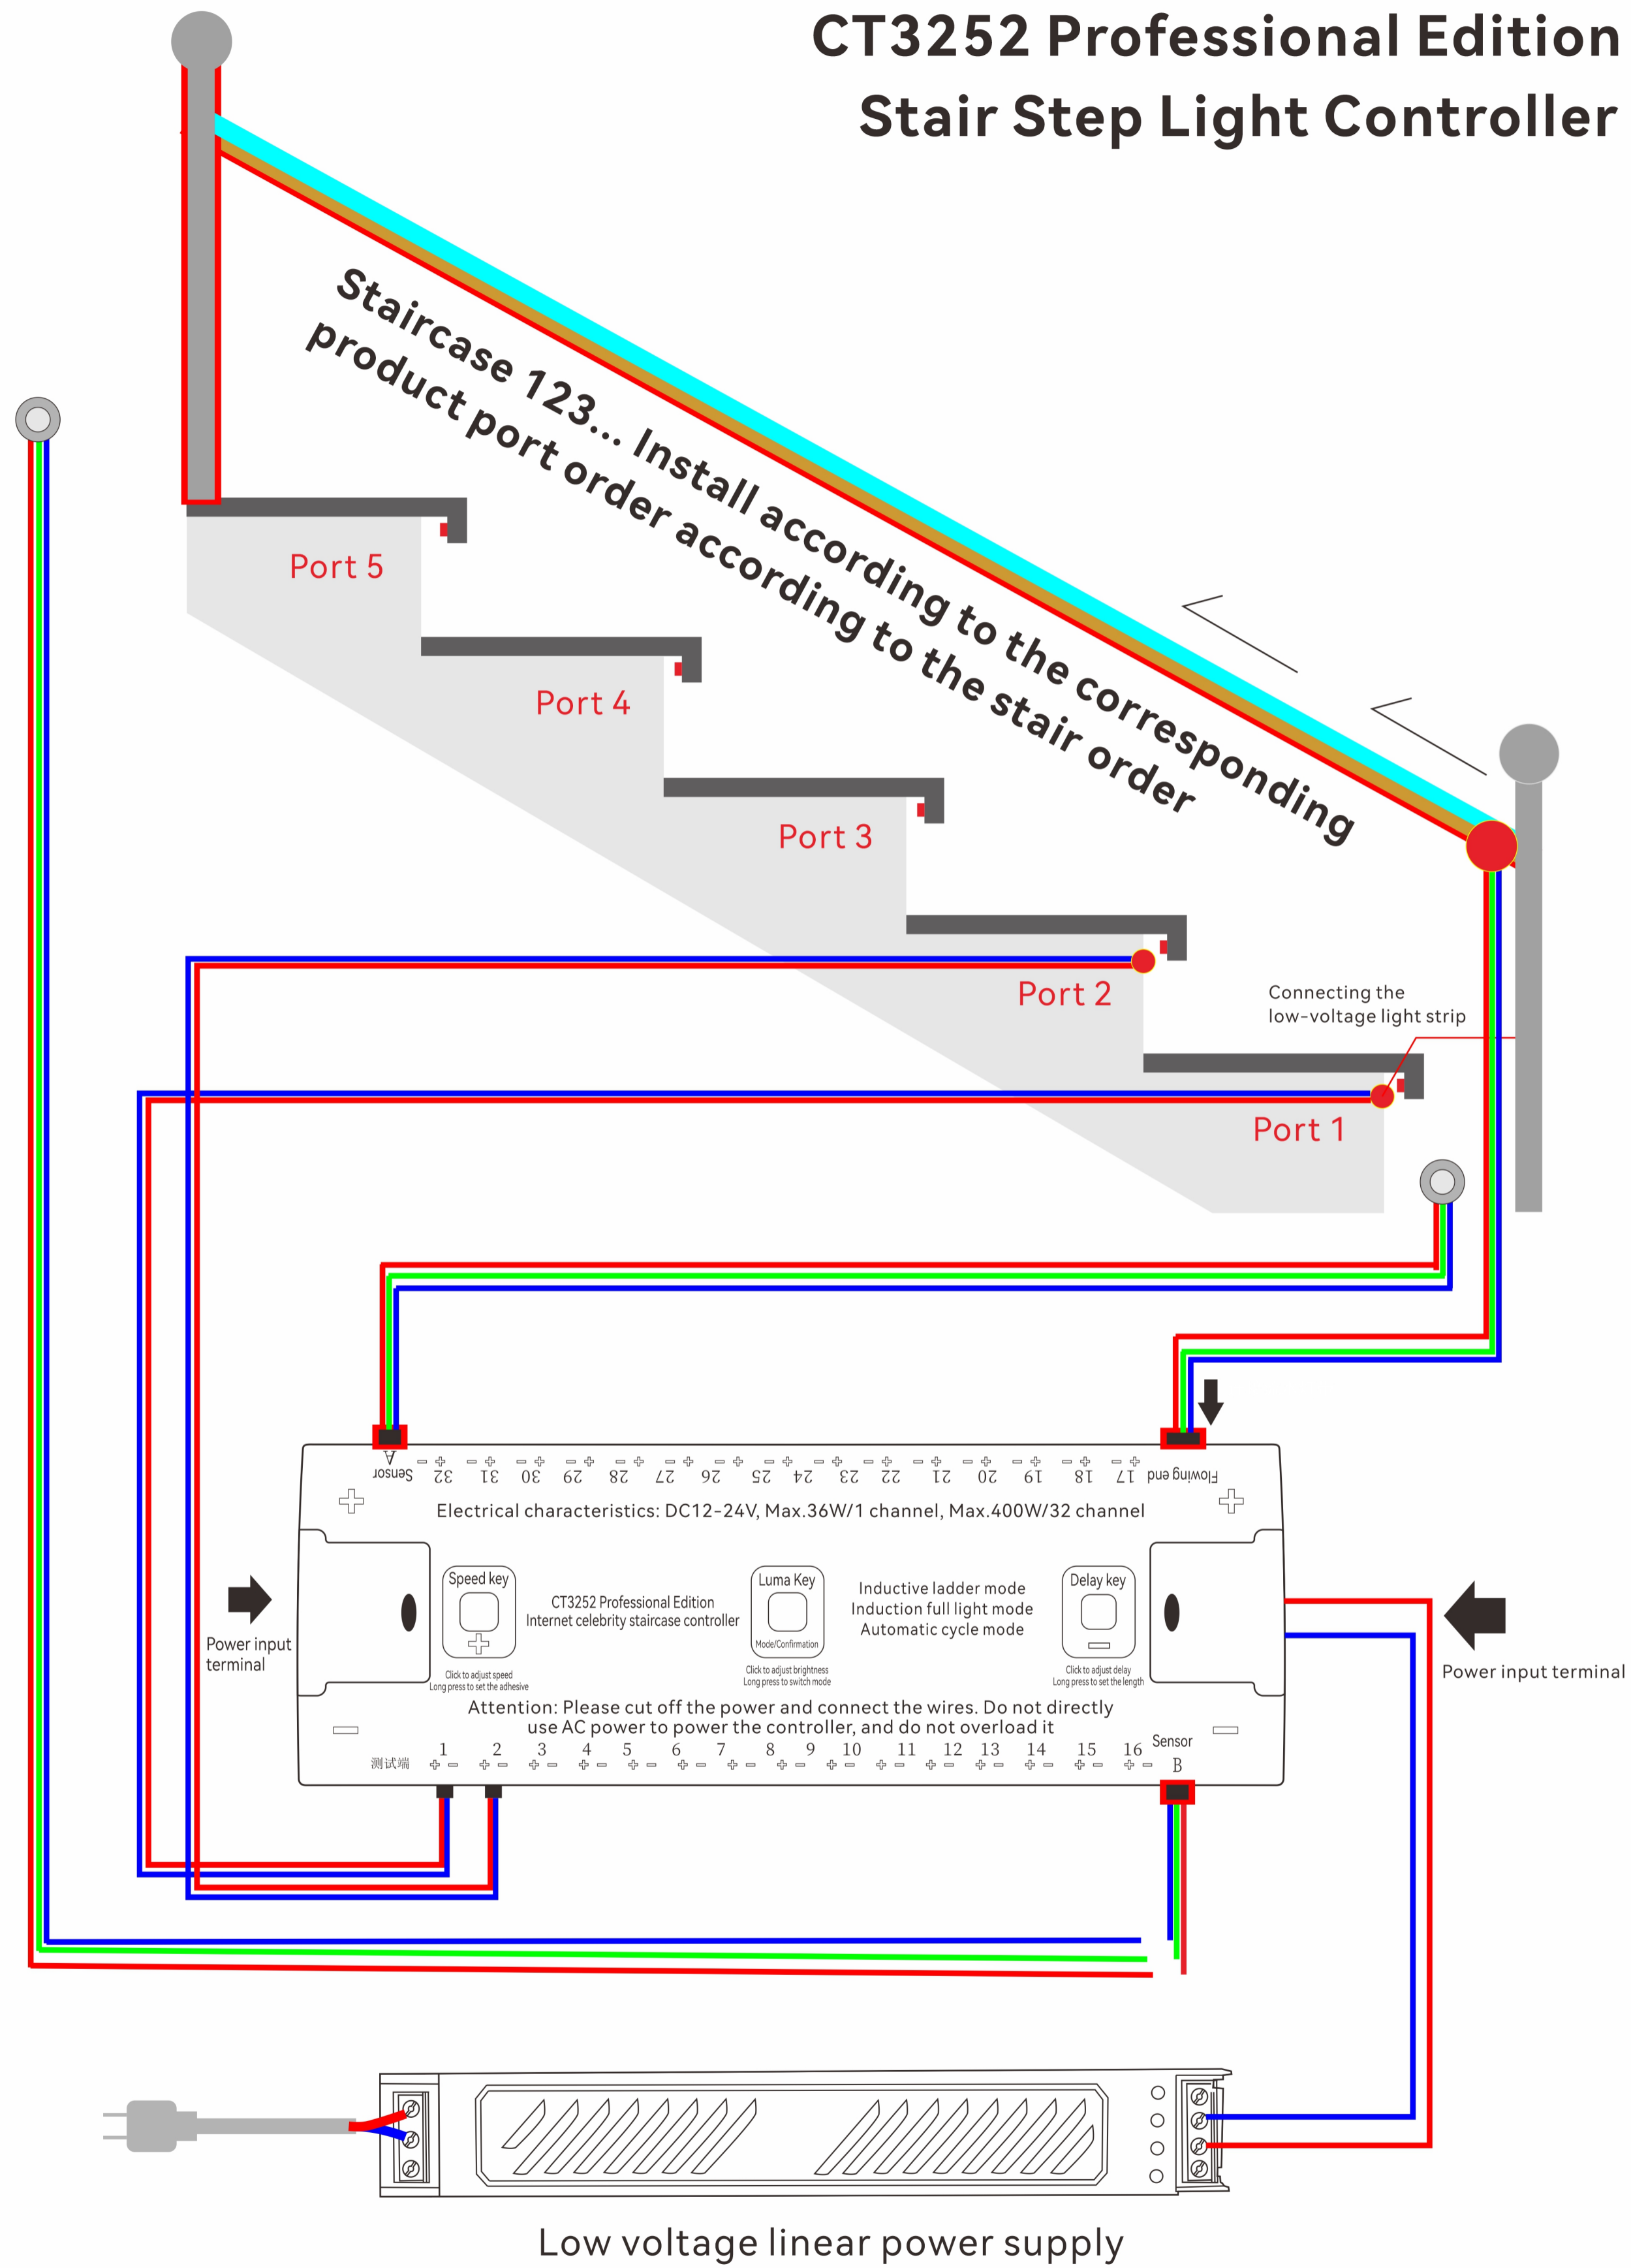 CT3252 Professional Edition
Stair Step Light Controller
Staircase 123... Install according to the corresponding
product port order according to the stair order
Port 5
Port 4
Port 3
Port 2
Connecting the
low-voltage light strip
Port 1
A
Sensor
32 31 30 29 28 27 26 25 24 23 22 21 20 19 18 17
Flowing end
Electrical characteristics: DC12-24V, Max.36W/1 channel, Max.400W/32 channel
Speed key
CT3252 Professional Edition
Internet celebrity staircase controller
Click to adjust speed
Long press to set the adhesive
Luma Key
Mode/Confirmation
Click to adjust brightness
Long press to switch mode
Inductive ladder mode
Induction full light mode
Automatic cycle mode
Delay key
Click to adjust delay
Long press to set the length
Power input
terminal
Power input terminal
Attention: Please cut off the power and connect the wires. Do not directly
use AC power to power the controller, and do not overload it
测试端
1 2 3 4 5 6 7 8 9 10 11 12 13 14 15 16
Sensor
B
Low voltage linear power supply